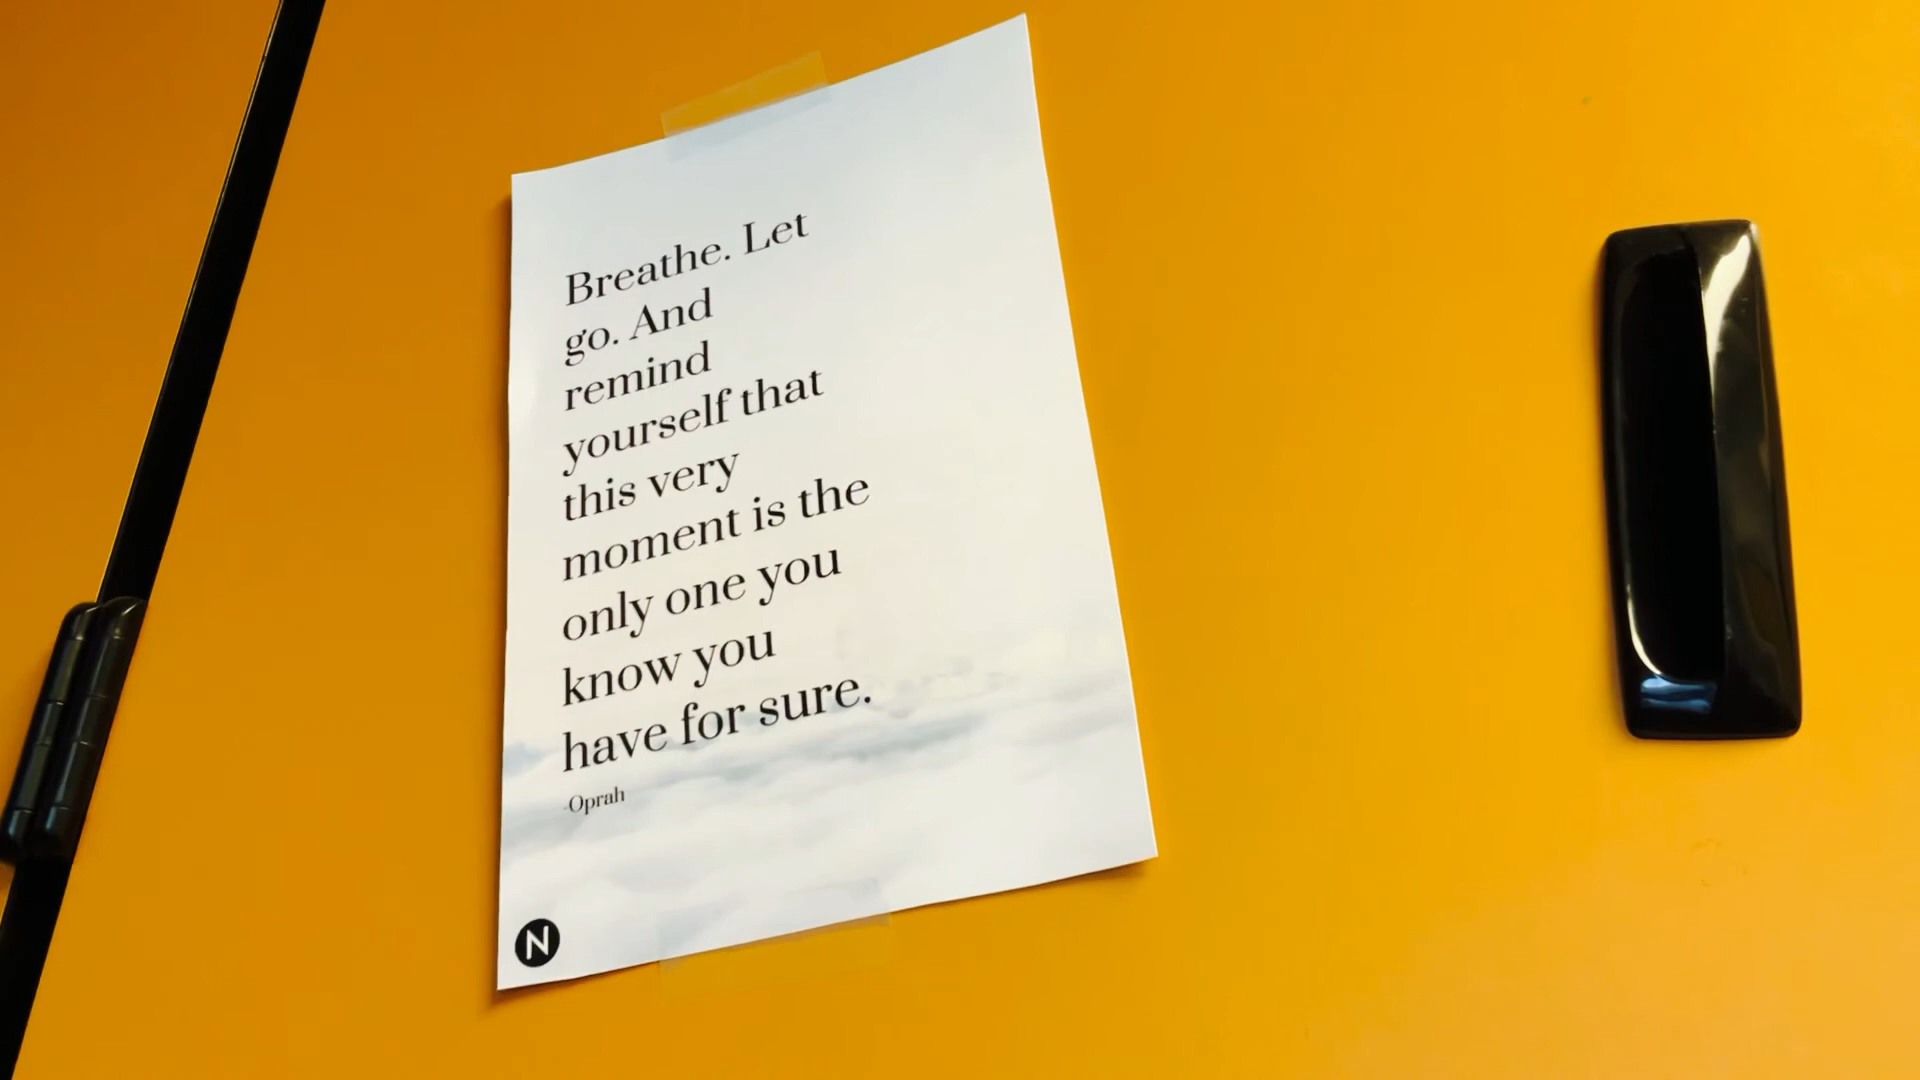 Breathe. Let
go. And
remind
yourself that
this very
moment is the
only one you
know you
have for sure.
-Oprah
N